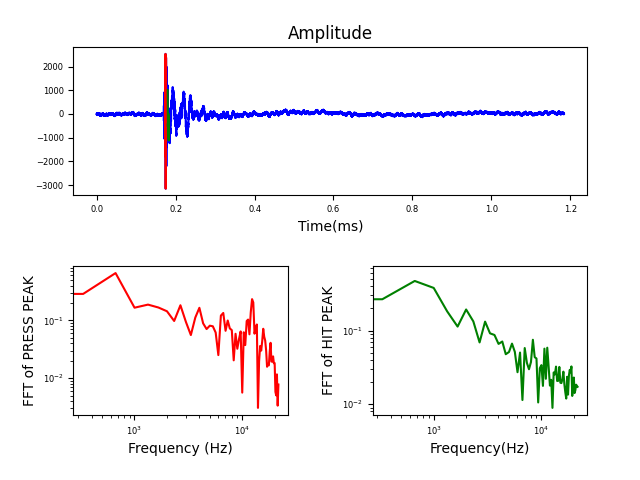 Amplitude
2000
1000
0
−1000
−2000
−3000
0.0 0.2 0.4 0.6 0.8 1.0 1.2
Time(ms)
FFT of PRESS PEAK
10⁻¹
10⁻²
10³ 10⁴
Frequency (Hz)
FFT of HIT PEAK
10⁻¹
10⁻²
10³ 10⁴
Frequency(Hz)